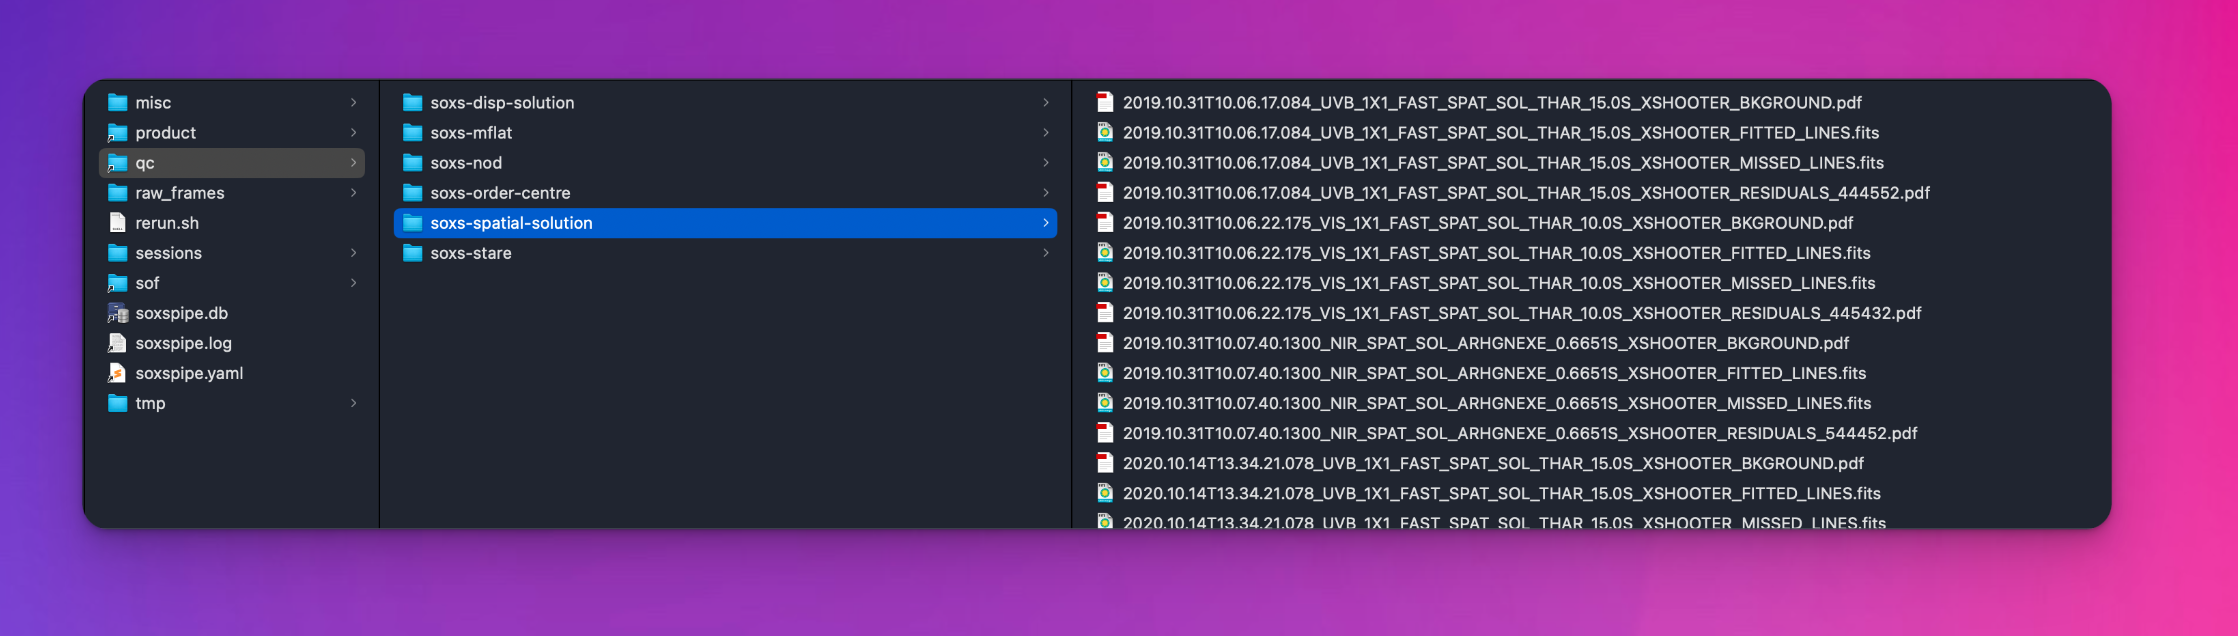 misc
product
qc
raw_frames
rerun.sh
sessions
sof
soxspipe.db
soxspipe.log
soxspipe.yaml
tmp
soxs-disp-solution
soxs-mflat
soxs-nod
soxs-order-centre
soxs-spatial-solution
soxs-stare
2019.10.31T10.06.17.084_UVB_1X1_FAST_SPAT_SOL_THAR_15.0S_XSHOOTER_BKGROUND.pdf
2019.10.31T10.06.17.084_UVB_1X1_FAST_SPAT_SOL_THAR_15.0S_XSHOOTER_FITTED_LINES.fits
2019.10.31T10.06.17.084_UVB_1X1_FAST_SPAT_SOL_THAR_15.0S_XSHOOTER_MISSED_LINES.fits
2019.10.31T10.06.17.084_UVB_1X1_FAST_SPAT_SOL_THAR_15.0S_XSHOOTER_RESIDUALS_444552.pdf
2019.10.31T10.06.22.175_VIS_1X1_FAST_SPAT_SOL_THAR_10.0S_XSHOOTER_BKGROUND.pdf
2019.10.31T10.06.22.175_VIS_1X1_FAST_SPAT_SOL_THAR_10.0S_XSHOOTER_FITTED_LINES.fits
2019.10.31T10.06.22.175_VIS_1X1_FAST_SPAT_SOL_THAR_10.0S_XSHOOTER_MISSED_LINES.fits
2019.10.31T10.06.22.175_VIS_1X1_FAST_SPAT_SOL_THAR_10.0S_XSHOOTER_RESIDUALS_445432.pdf
2019.10.31T10.07.40.1300_NIR_SPAT_SOL_ARHGNEXE_0.6651S_XSHOOTER_BKGROUND.pdf
2019.10.31T10.07.40.1300_NIR_SPAT_SOL_ARHGNEXE_0.6651S_XSHOOTER_FITTED_LINES.fits
2019.10.31T10.07.40.1300_NIR_SPAT_SOL_ARHGNEXE_0.6651S_XSHOOTER_MISSED_LINES.fits
2019.10.31T10.07.40.1300_NIR_SPAT_SOL_ARHGNEXE_0.6651S_XSHOOTER_RESIDUALS_544452.pdf
2020.10.14T13.34.21.078_UVB_1X1_FAST_SPAT_SOL_THAR_15.0S_XSHOOTER_BKGROUND.pdf
2020.10.14T13.34.21.078_UVB_1X1_FAST_SPAT_SOL_THAR_15.0S_XSHOOTER_FITTED_LINES.fits
2020.10.14T13.34.21.078_UVB_1X1_FAST_SPAT_SOL_THAR_15.0S_XSHOOTER_MISSED_LINES.fits